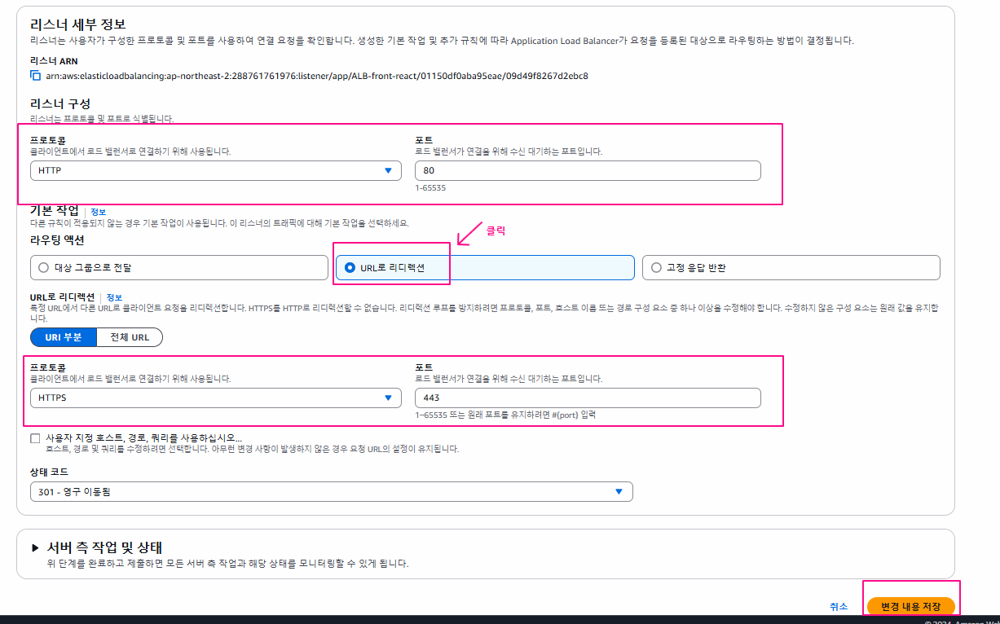 리스너 세부 정보
리스너는 사용자가 구성한 프로토콜 및 포트를 사용하여 연결 요청을 확인합니다. 생성한 기본 작업 및 추가 규칙에 따라 Application Load Balancer가 요청을 등록된 대상으로 라우팅하는 방법이 결정됩니다.
리스너 ARN
arn:aws:elasticloadbalancing:ap-northeast-2:288761761976:listener/app/ALB-front-react/01150df0aba95eae/09d49f8267d2ebc8
리스너 구성
리스너는 프로토콜 및 포트로 식별됩니다.
프로토콜 포트
클라이언트에서 로드 밸런서로 연결하기 위해 사용됩니다. 로드 밸런서가 연결을 위해 수신 대기하는 포트입니다.
HTTP 80
1-65535
기본 작업 정보
다른 규칙이 적용되지 않는 경우 기본 작업이 사용됩니다. 이 리스너의 트래픽에 대해 기본 작업을 선택하세요.
클릭
라우팅 액션
대상 그룹으로 전달 URL로 리디렉션 고정 응답 반환
URL로 리디렉션 정보
특정 URL에서 다른 URL로 클라이언트 요청을 리디렉션합니다. HTTPS를 HTTP로 리디렉션할 수 없습니다. 리디렉션 루프를 방지하려면 프로토콜, 포트, 호스트 이름 또는 경로 구성 요소 중 하나 이상을 수정해야 합니다. 수정하지 않은 구성 요소는 원래 값을 유지합
니다.
URI 부분 전체 URL
프로토콜 포트
클라이언트에서 로드 밸런서로 연결하기 위해 사용됩니다. 로드 밸런서가 연결을 위해 수신 대기하는 포트입니다.
HTTPS 443
1~65535 또는 원래 포트를 유지하려면 #{port} 입력
사용자 지정 호스트, 경로, 쿼리를 사용하십시오...
호스트, 경로 및 쿼리를 수정하려면 선택합니다. 아무런 변경 사항이 발생하지 않은 경우 요청 URL의 설정이 유지됩니다.
상태 코드
301 - 영구 이동됨
서버 측 작업 및 상태
위 단계를 완료하고 제출하면 모든 서버 측 작업과 해당 상태를 모니터링할 수 있게 됩니다.
취소 변경 내용 저장